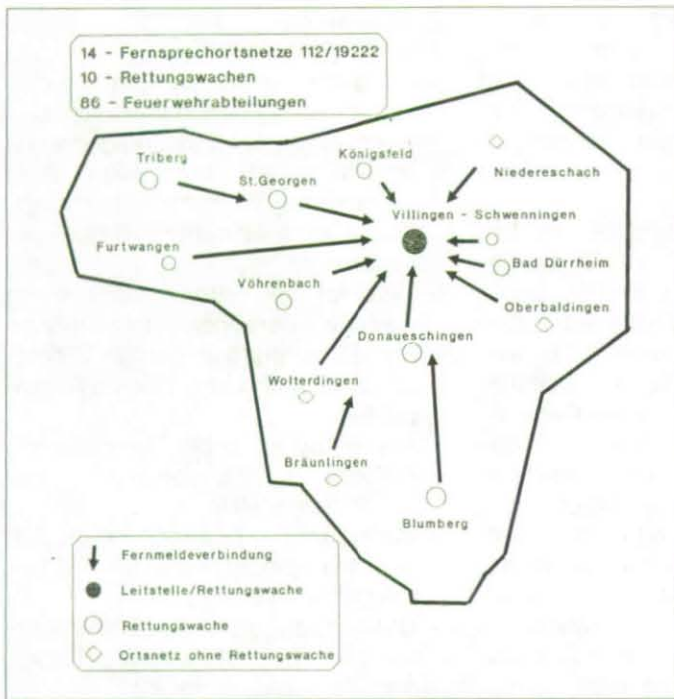 14 - Fernsprechortsnetze 112/19222
10 - Rettungswachen
86 - Feuerwehrabteilungen
Triberg
Königsfeld
St.Georgen
Niedereschach
Villingen - Schwenningen
Furtwangen
Bad Dürrheim
Vöhrenbach
Oberbaldingen
Donaueschingen
Wolterdingen
Bräunlingen
Blumberg
Fernmeldeverbindung
Leitstelle/Rettungswache
Rettungswache
Ortsnetz ohne Rettungswache